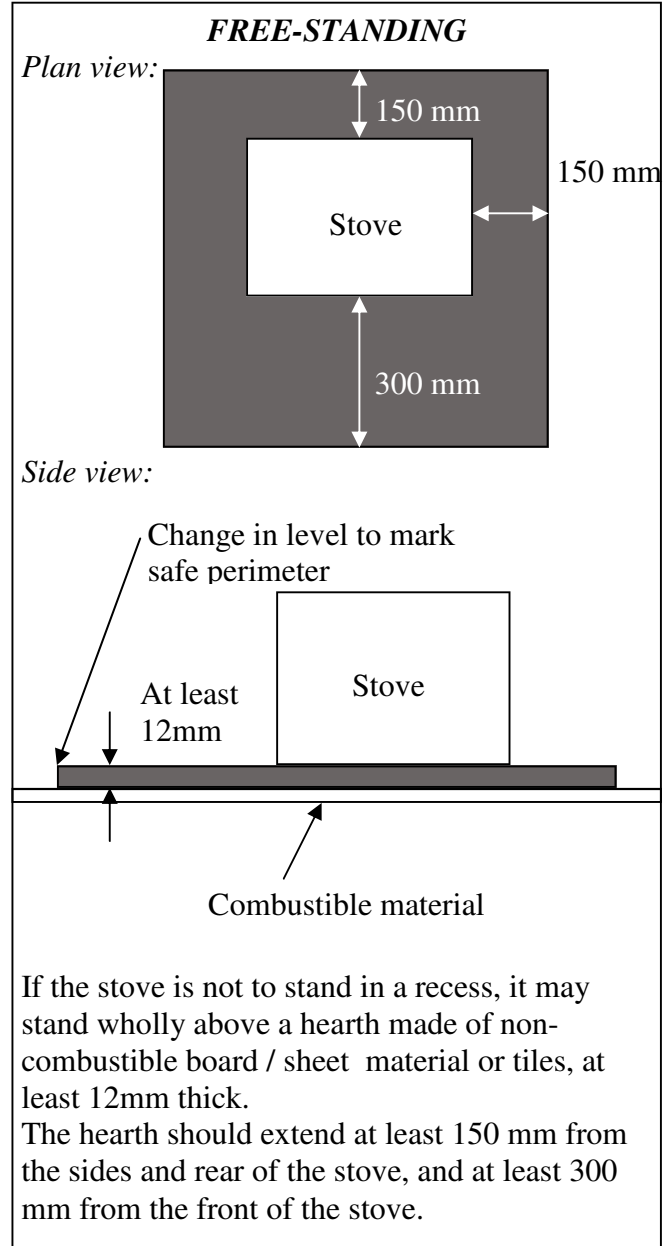 FREE-STANDING
Plan view:
150 mm
150 mm
Stove
300 mm
Side view:
Change in level to mark
safe perimeter
At least
12mm
Stove
Combustible material
If the stove is not to stand in a recess, it may
stand wholly above a hearth made of non-
combustible board / sheet  material or tiles, at
least 12mm thick.
The hearth should extend at least 150 mm from
the sides and rear of the stove, and at least 300
mm from the front of the stove.